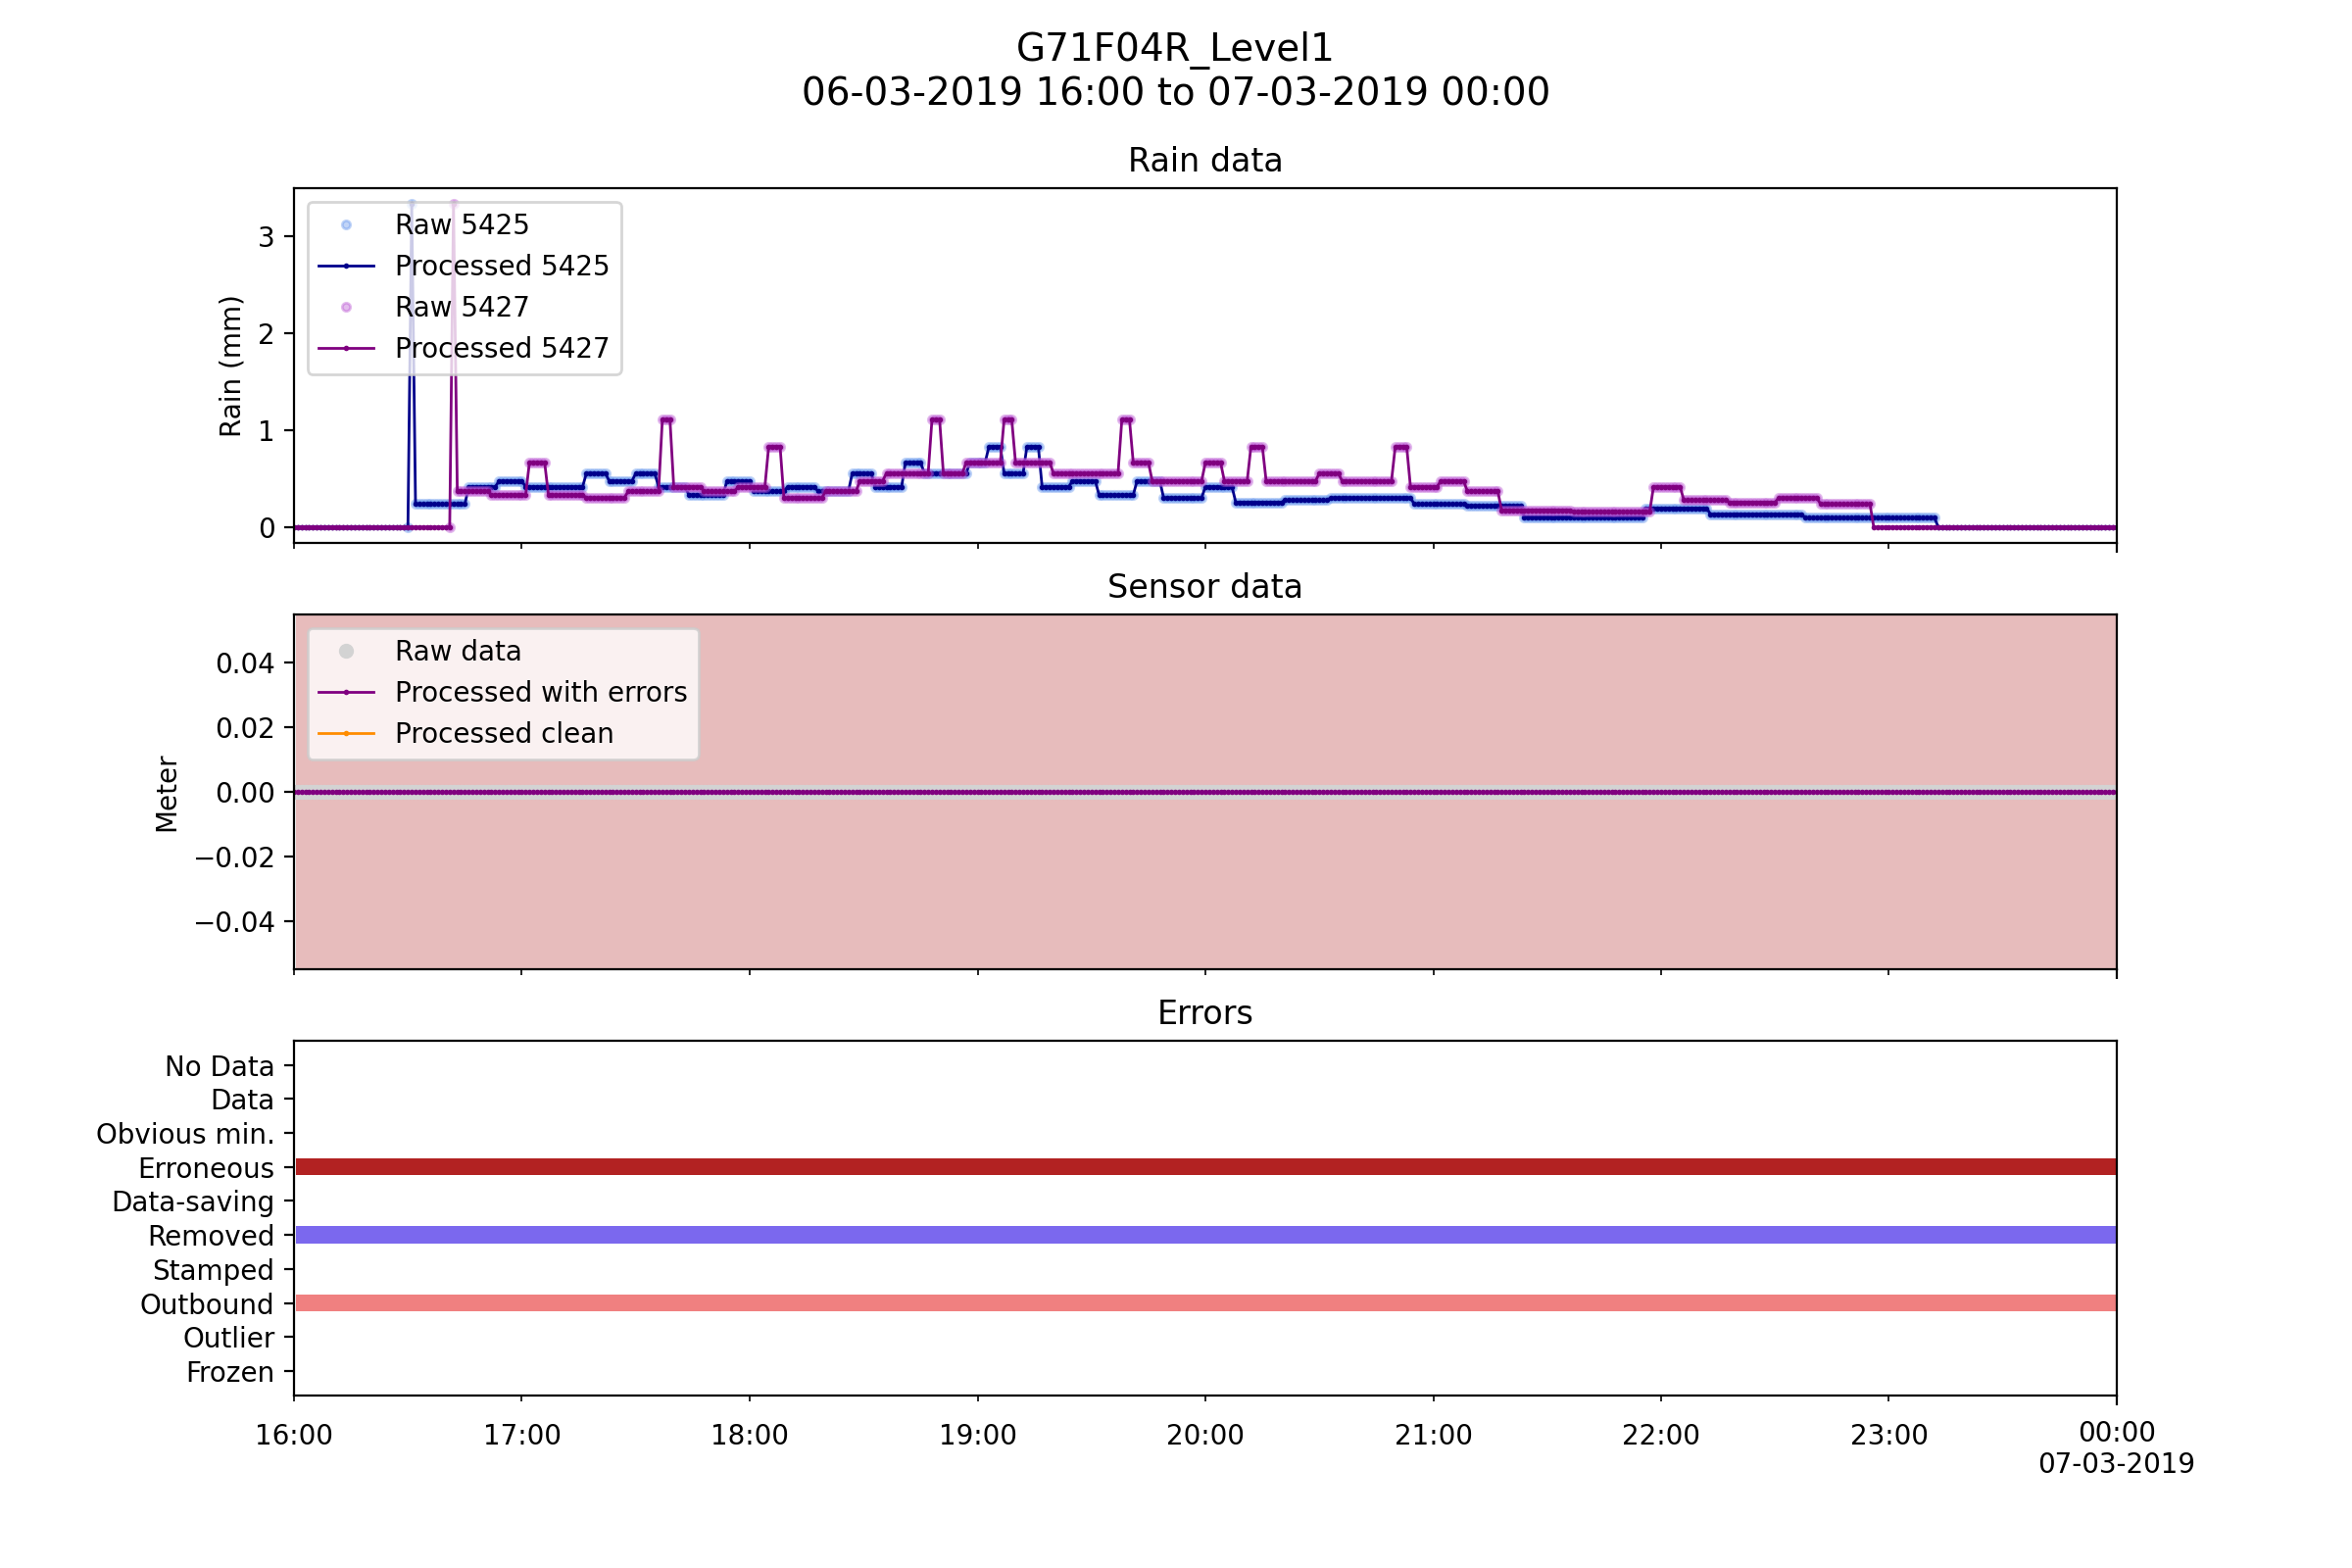 G71F04R_Level1
06-03-2019 16:00 to 07-03-2019 00:00
Rain data
Rain (mm)
3
2
1
0
Raw 5425
Processed 5425
Raw 5427
Processed 5427
Sensor data
Meter
0.04
0.02
0.00
−0.02
−0.04
Raw data
Processed with errors
Processed clean
Errors
No Data
Data
Obvious min.
Erroneous
Data-saving
Removed
Stamped
Outbound
Outlier
Frozen
16:00 17:00 18:00 19:00 20:00 21:00 22:00 23:00 00:00
07-03-2019